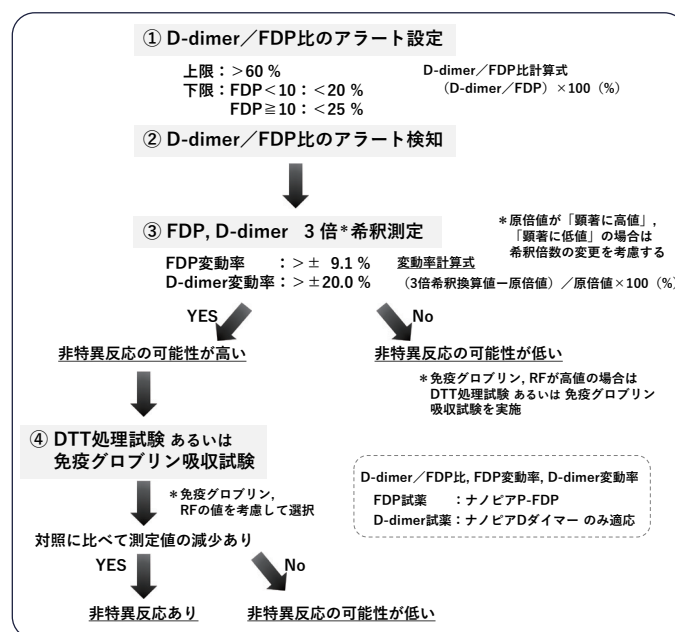 ① D-dimer／FDP比のアラート設定
上限：＞60 %
下限：FDP＜10：＜20 %
FDP≧10：＜25 %
D-dimer／FDP比計算式
（D-dimer／FDP）×100（%）
② D-dimer／FDP比のアラート検知
③ FDP, D-dimer 3 倍*希釈測定
＊原倍値が「顕著に高値」，
「顕著に低値」の場合は
希釈倍数の変更を考慮する
FDP変動率 ：＞± 9.1 %
D-dimer変動率：＞±20.0 %
変動率計算式
（3倍希釈換算値ー原倍値）／原倍値×100（%）
YES
No
非特異反応の可能性が高い
非特異反応の可能性が低い
＊免疫グロブリン, RFが高値の場合は
DTT処理試験 あるいは 免疫グロブリン
吸収試験を実施
④ DTT処理試験 あるいは
免疫グロブリン吸収試験
＊免疫グロブリン,
RFの値を考慮して選択
D-dimer／FDP比, FDP変動率, D-dimer変動率
FDP試薬 ：ナノピアP-FDP
D-dimer試薬：ナノピアDダイマー のみ適応
対照に比べて測定値の減少あり
YES
No
非特異反応あり
非特異反応の可能性が低い